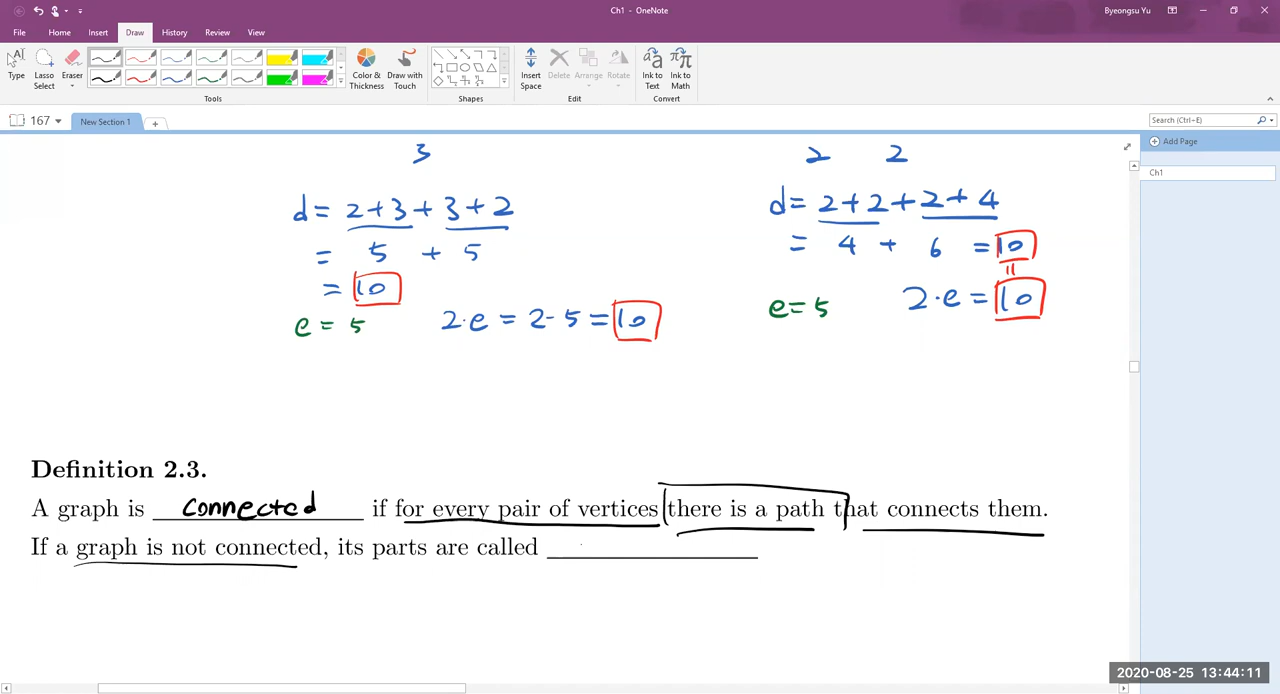 Ch1 - OneNote
Byeongsu Yu
File Home Insert Draw History Review View
Type
Lasso Select
Eraser
Color & Thickness
Draw with Touch
Insert Space
Delete
Arrange
Rotate
Ink to Text
Ink to Math
Tools
Shapes
Edit
Convert
167
New Section 1
Search (Ctrl+E)
Add Page
Ch1
3
2 2
d = 2+3 + 3+2
= 5 + 5
= 10
e = 5
2·e = 2·5 = 10
d = 2+2 + 2+4
= 4 + 6 = 10
=
e = 5
2·e = 10
Definition 2.3.
A graph is connected if for every pair of vertices there is a path that connects them.
If a graph is not connected, its parts are called
2020-08-25 13:44:11